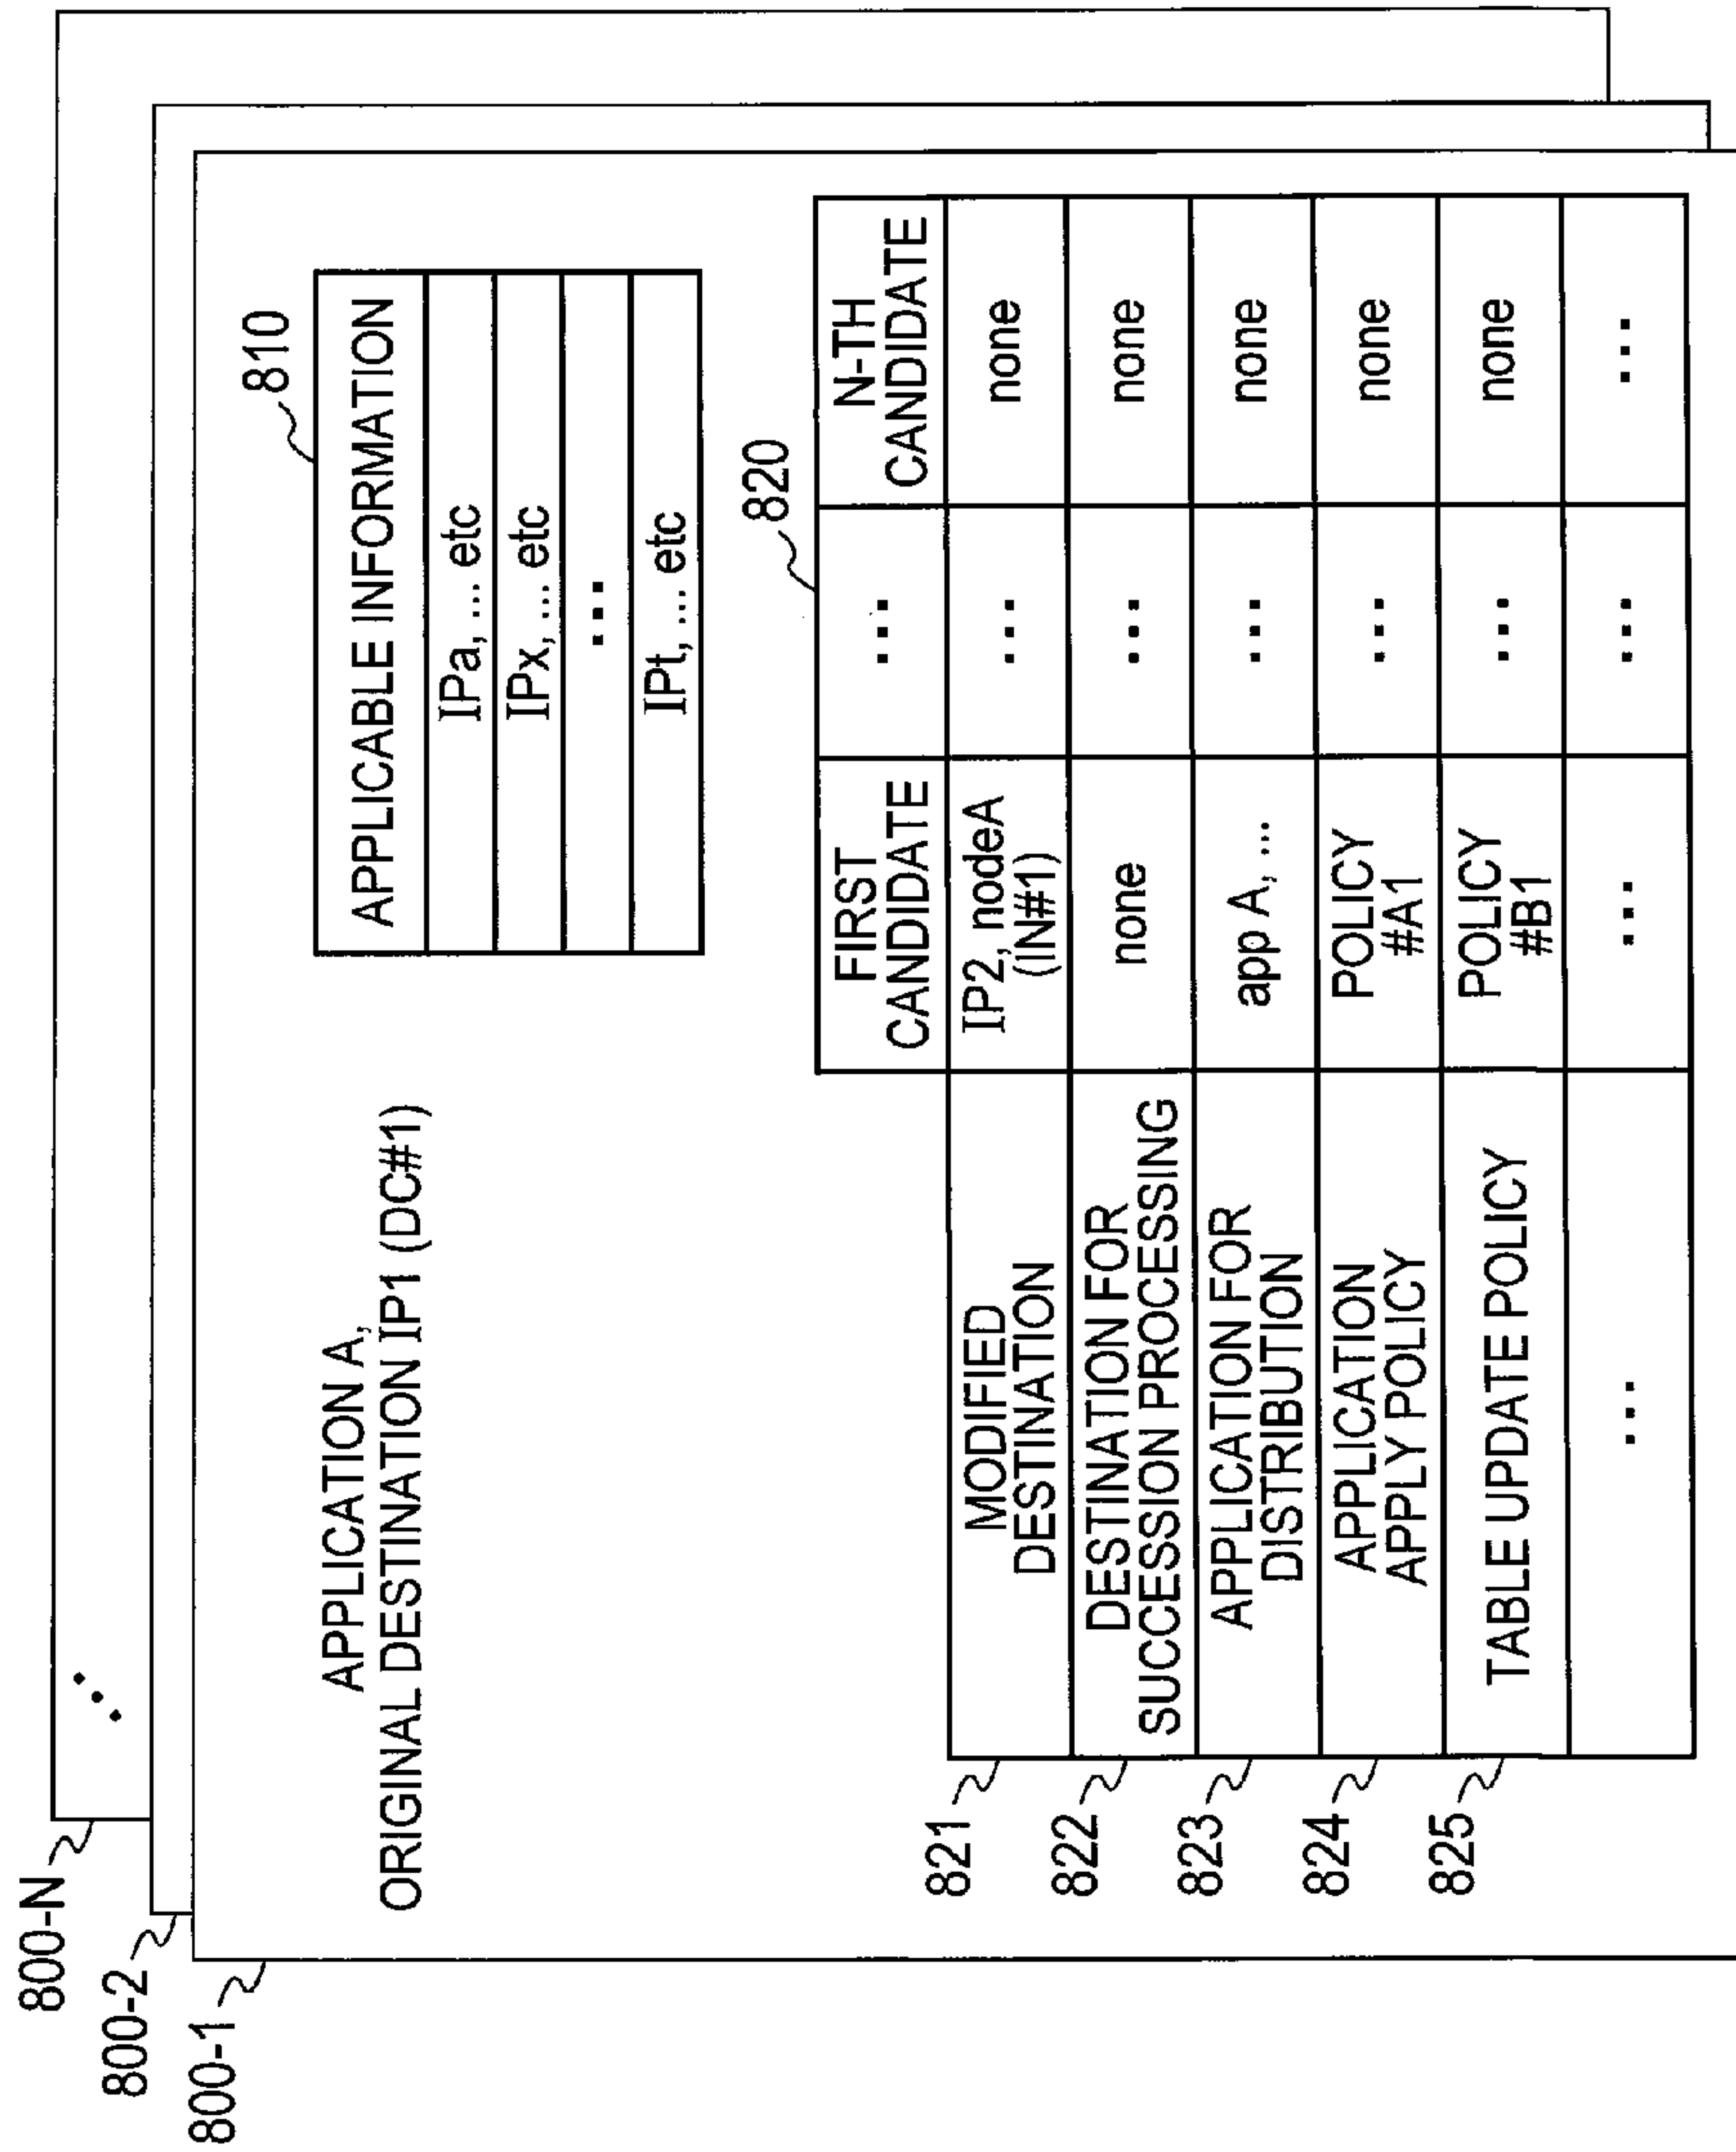 800-N
800-2
800-1
APPLICATION A,
ORIGINAL DESTINATION IP1 (DC#1)
810
APPLICABLE INFORMATION
IPa, ... etc
IPx, ... etc
...
IPt, ... etc
820
FIRST
CANDIDATE
...
N-TH
CANDIDATE
821
MODIFIED
DESTINATION
IP2, nodeA
(IN#1)
...
none
822
DESTINATION FOR
SUCCESSION PROCESSING
none
...
none
823
APPLICATION FOR
DISTRIBUTION
app A, ...
...
none
824
APPLICATION
APPLY POLICY
POLICY
#A1
...
none
825
TABLE UPDATE POLICY
POLICY
#B1
...
none
...
...
...
...